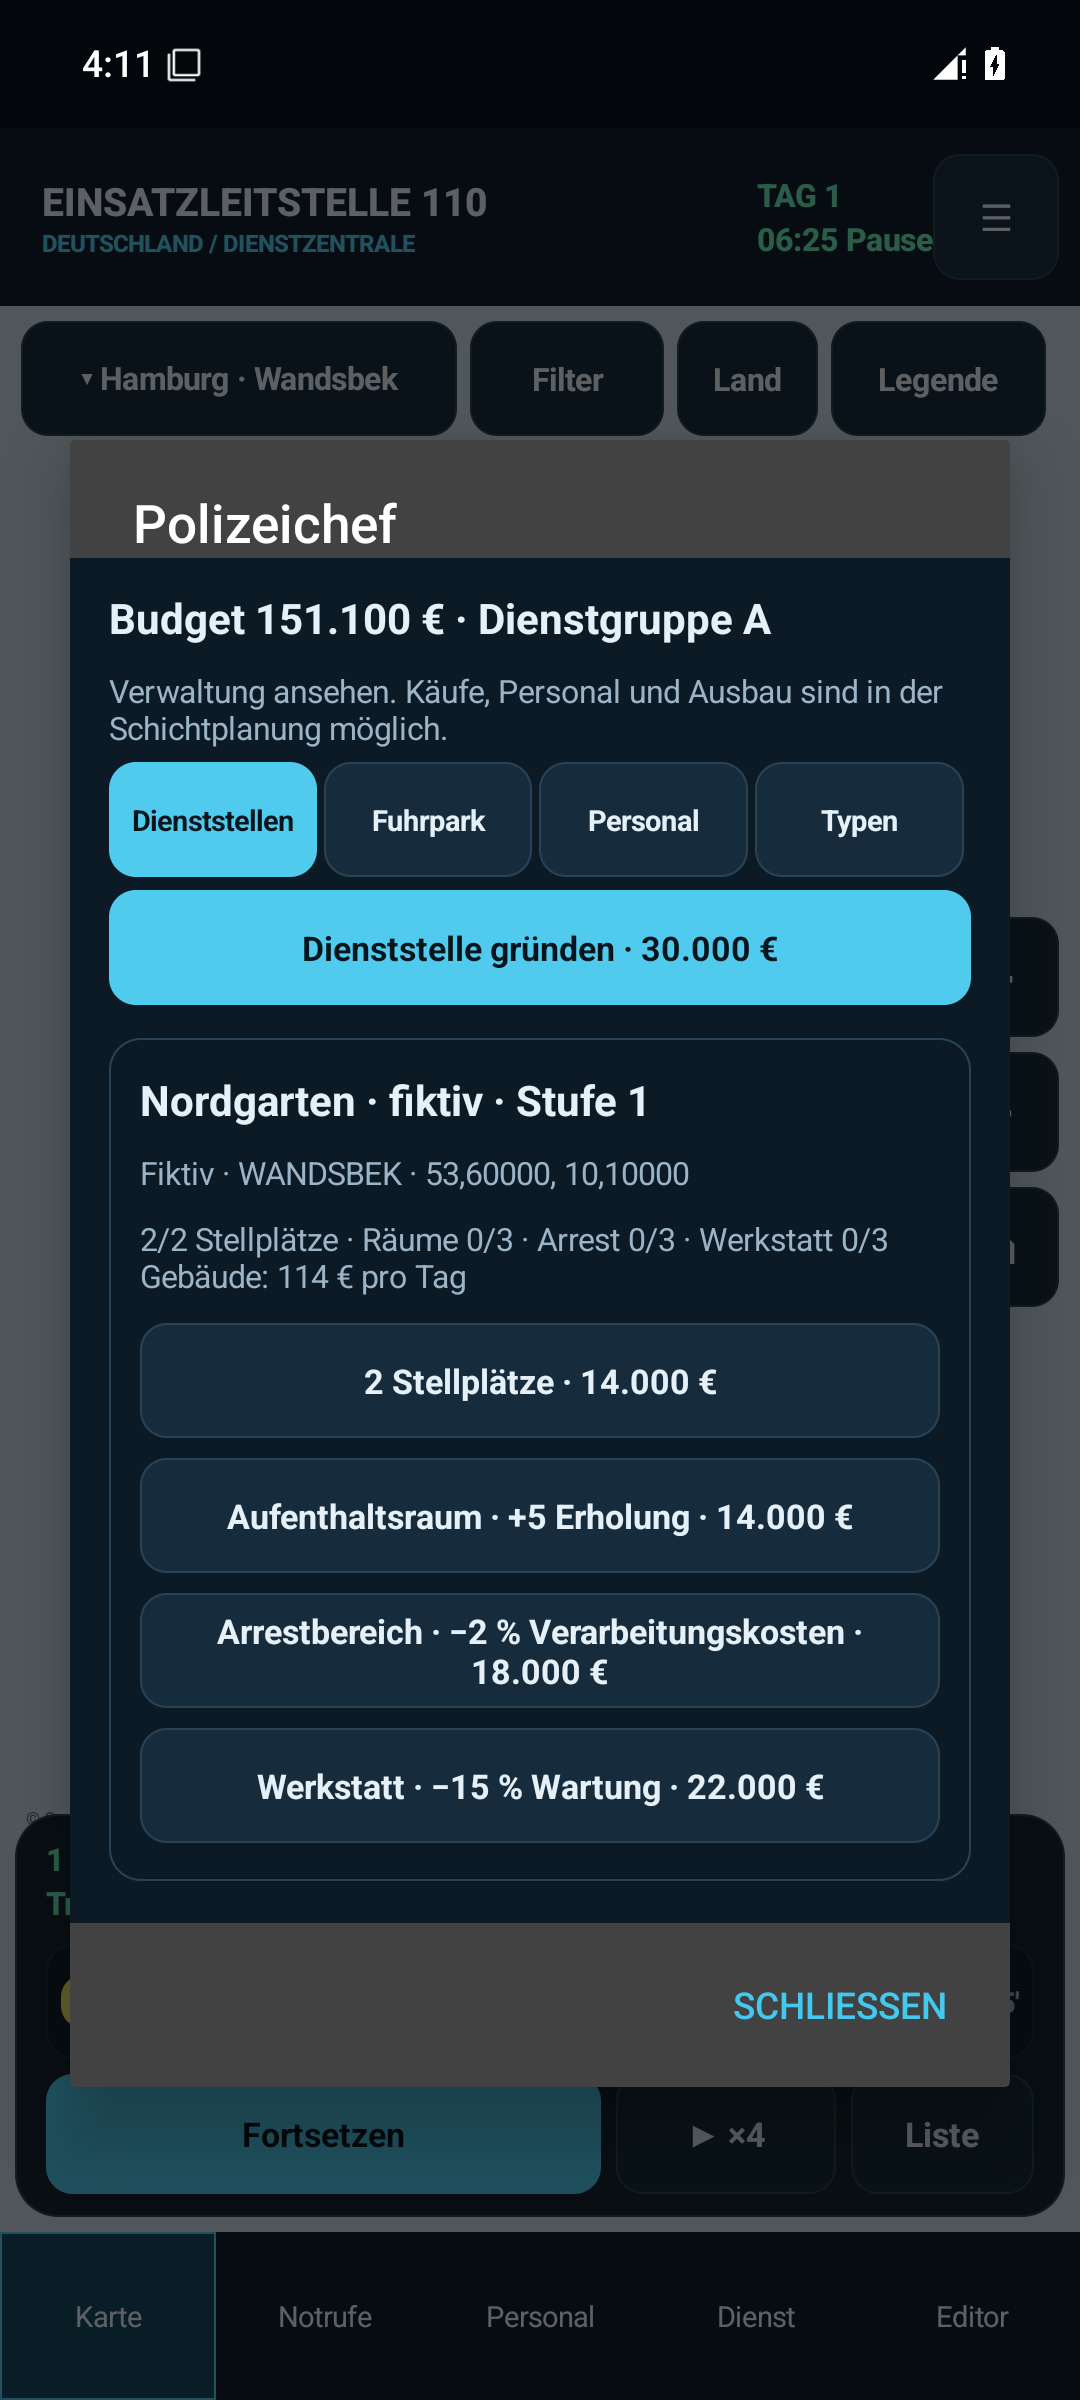 4:11
EINSATZLEITSTELLE 110
DEUTSCHLAND / DIENSTZENTRALE
TAG 1
06:25 Pause
▾ Hamburg · Wandsbek
Filter
Land
Legende
Polizeichef
Budget 151.100 € · Dienstgruppe A
Verwaltung ansehen. Käufe, Personal und Ausbau sind in der
Schichtplanung möglich.
Dienststellen
Fuhrpark
Personal
Typen
Dienststelle gründen · 30.000 €
Nordgarten · fiktiv · Stufe 1
Fiktiv · WANDSBEK · 53,60000, 10,10000
2/2 Stellplätze · Räume 0/3 · Arrest 0/3 · Werkstatt 0/3
Gebäude: 114 € pro Tag
2 Stellplätze · 14.000 €
Aufenthaltsraum · +5 Erholung · 14.000 €
Arrestbereich · −2 % Verarbeitungskosten ·
18.000 €
Werkstatt · −15 % Wartung · 22.000 €
1
SCHLIESSEN
Fortsetzen
▶ ×4
Liste
Karte
Notrufe
Personal
Dienst
Editor